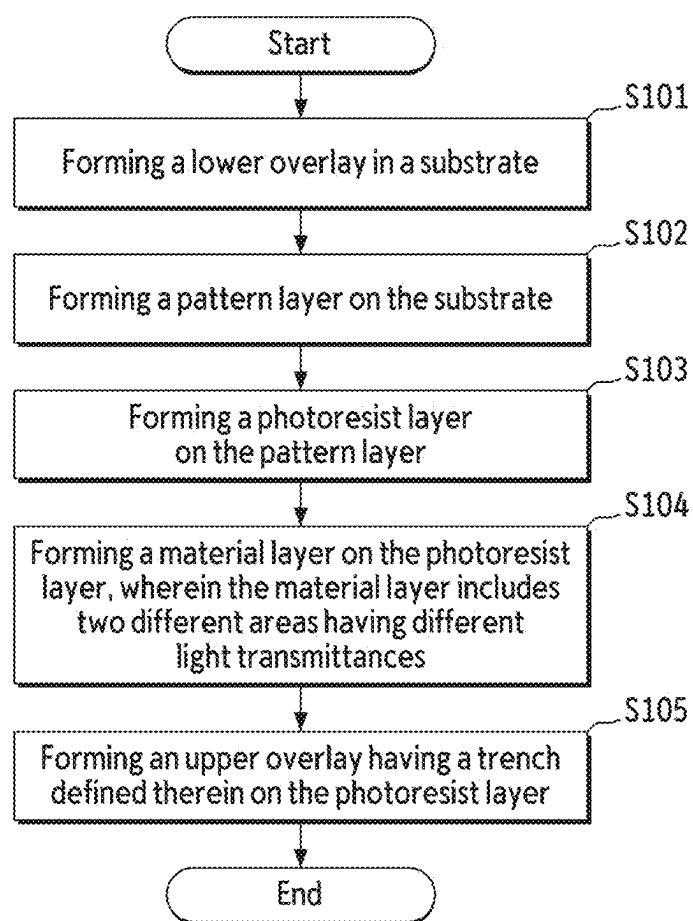 Start
S101
Forming a lower overlay in a substrate
S102
Forming a pattern layer on the substrate
S103
Forming a photoresist layer
on the pattern layer
S104
Forming a material layer on the photoresist
layer, wherein the material layer includes
two different areas having different
light transmittances
S105
Forming an upper overlay having a trench
defined therein on the photoresist layer
End